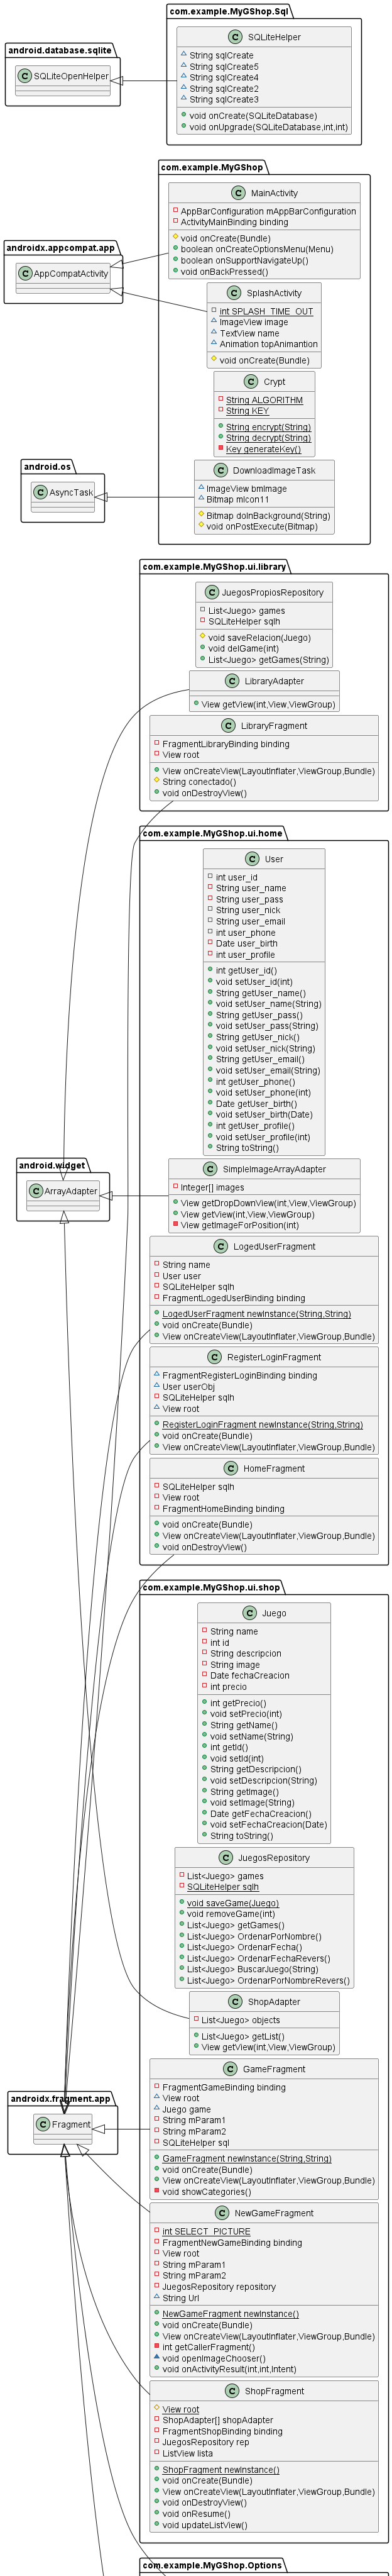 com.example.MyGShop.Sql
SQLiteHelper
String sqlCreate
String sqlCreate5
String sqlCreate4
String sqlCreate2
String sqlCreate3
void onCreate(SQLiteDatabase)
void onUpgrade(SQLiteDatabase,int,int)
android.database.sqlite
SQLiteOpenHelper
com.example.MyGShop
MainActivity
AppBarConfiguration mAppBarConfiguration
ActivityMainBinding binding
void onCreate(Bundle)
boolean onCreateOptionsMenu(Menu)
boolean onSupportNavigateUp()
void onBackPressed()
androidx.appcompat.app
AppCompatActivity
SplashActivity
int SPLASH_TIME_OUT
ImageView image
TextView name
Animation topAnimantion
void onCreate(Bundle)
Crypt
String ALGORITHM
String KEY
String encrypt(String)
String decrypt(String)
Key generateKey()
android.os
AsyncTask
DownloadImageTask
ImageView bmImage
Bitmap mIcon11
Bitmap doInBackground(String)
void onPostExecute(Bitmap)
com.example.MyGShop.ui.library
JuegosPropiosRepository
List<Juego> games
SQLiteHelper sqlh
void saveRelacion(Juego)
void delGame(int)
List<Juego> getGames(String)
LibraryAdapter
View getView(int,View,ViewGroup)
LibraryFragment
FragmentLibraryBinding binding
View root
View onCreateView(LayoutInflater,ViewGroup,Bundle)
String conectado()
void onDestroyView()
com.example.MyGShop.ui.home
User
int user_id
String user_name
String user_pass
String user_nick
String user_email
int user_phone
Date user_birth
int user_profile
int getUser_id()
void setUser_id(int)
String getUser_name()
void setUser_name(String)
String getUser_pass()
void setUser_pass(String)
String getUser_nick()
void setUser_nick(String)
String getUser_email()
void setUser_email(String)
int getUser_phone()
void setUser_phone(int)
Date getUser_birth()
void setUser_birth(Date)
int getUser_profile()
void setUser_profile(int)
String toString()
android.widget
ArrayAdapter
SimpleImageArrayAdapter
Integer[] images
View getDropDownView(int,View,ViewGroup)
View getView(int,View,ViewGroup)
View getImageForPosition(int)
LogedUserFragment
String name
User user
SQLiteHelper sqlh
FragmentLogedUserBinding binding
LogedUserFragment newInstance(String,String)
void onCreate(Bundle)
View onCreateView(LayoutInflater,ViewGroup,Bundle)
RegisterLoginFragment
FragmentRegisterLoginBinding binding
User userObj
SQLiteHelper sqlh
View root
RegisterLoginFragment newInstance(String,String)
void onCreate(Bundle)
View onCreateView(LayoutInflater,ViewGroup,Bundle)
HomeFragment
SQLiteHelper sqlh
View root
FragmentHomeBinding binding
void onCreate(Bundle)
View onCreateView(LayoutInflater,ViewGroup,Bundle)
void onDestroyView()
com.example.MyGShop.ui.shop
Juego
String name
int id
String descripcion
String image
Date fechaCreacion
int precio
int getPrecio()
void setPrecio(int)
String getName()
void setName(String)
int getId()
void setId(int)
String getDescripcion()
void setDescripcion(String)
String getImage()
void setImage(String)
Date getFechaCreacion()
void setFechaCreacion(Date)
String toString()
JuegosRepository
List<Juego> games
SQLiteHelper sqlh
void saveGame(Juego)
void removeGame(int)
List<Juego> getGames()
List<Juego> OrdenarPorNombre()
List<Juego> OrdenarFecha()
List<Juego> OrdenarFechaRevers()
List<Juego> BuscarJuego(String)
List<Juego> OrdenarPorNombreRevers()
ShopAdapter
List<Juego> objects
List<Juego> getList()
View getView(int,View,ViewGroup)
androidx.fragment.app
Fragment
GameFragment
FragmentGameBinding binding
View root
Juego game
String mParam1
String mParam2
SQLiteHelper sql
GameFragment newInstance(String,String)
void onCreate(Bundle)
View onCreateView(LayoutInflater,ViewGroup,Bundle)
void showCategories()
NewGameFragment
int SELECT_PICTURE
FragmentNewGameBinding binding
View root
String mParam1
String mParam2
JuegosRepository repository
String Url
NewGameFragment newInstance()
void onCreate(Bundle)
View onCreateView(LayoutInflater,ViewGroup,Bundle)
int getCallerFragment()
void openImageChooser()
void onActivityResult(int,int,Intent)
ShopFragment
View root
ShopAdapter[] shopAdapter
FragmentShopBinding binding
JuegosRepository rep
ListView lista
ShopFragment newInstance()
void onCreate(Bundle)
View onCreateView(LayoutInflater,ViewGroup,Bundle)
void onDestroyView()
void onResume()
void updateListView()
com.example.MyGShop.Options